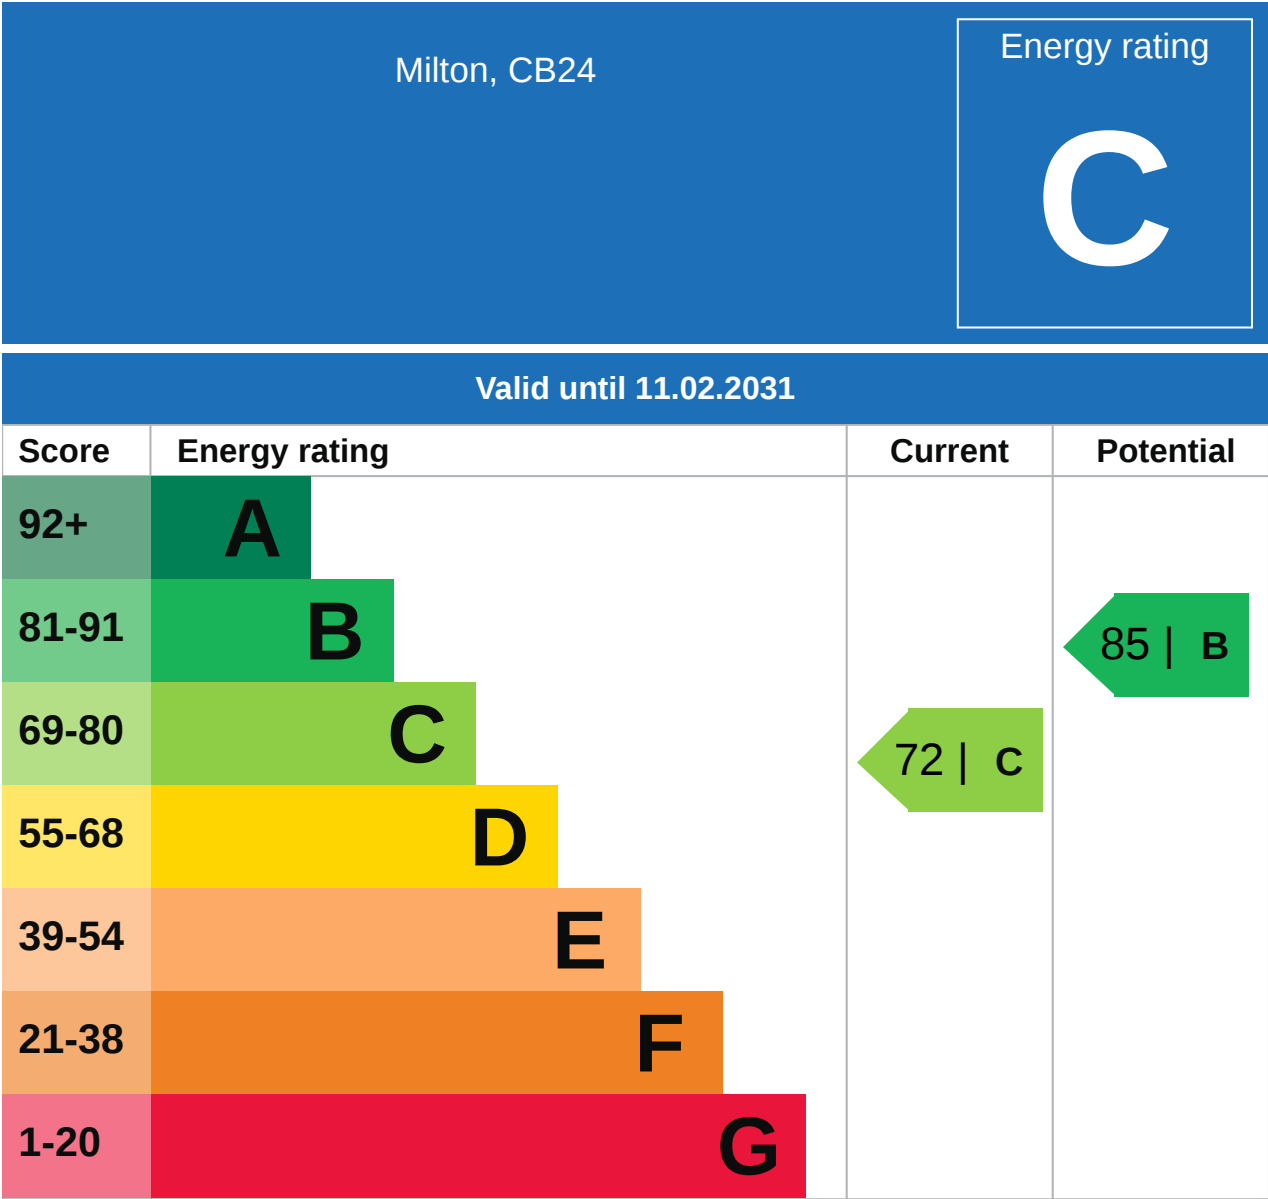 Milton, CB24
Energy rating
C
Valid until 11.02.2031
Score Energy rating Current Potential
92+ A
81-91 B 85 | B
69-80 C 72 | C
55-68 D
39-54 E
21-38 F
1-20 G